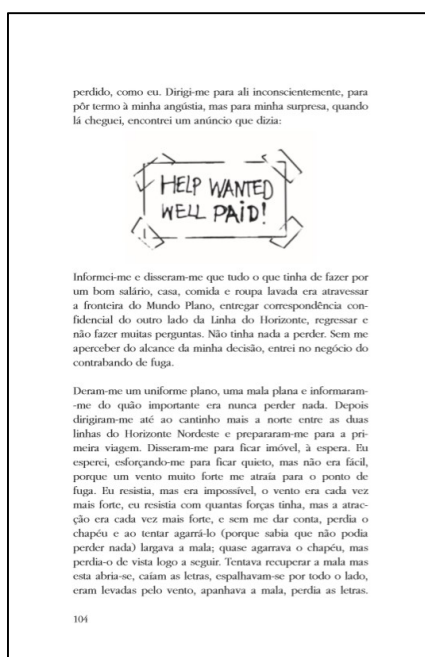 perdido, como eu. Dirigi-me para ali inconscientemente, para
pôr termo à minha angústia, mas para minha surpresa, quando
lá cheguei, encontrei um anúncio que dizia:
HELP WANTED
WELL PAID!
Informei-me e disseram-me que tudo o que tinha de fazer por
um bom salário, casa, comida e roupa lavada era atravessar
a fronteira do Mundo Plano, entregar correspondência con-
fidencial do outro lado da Linha do Horizonte, regressar e
não fazer muitas perguntas. Não tinha nada a perder. Sem me
aperceber do alcance da minha decisão, entrei no negócio do
contrabando de fuga.
Deram-me um uniforme plano, uma mala plana e informaram-
-me do quão importante era nunca perder nada. Depois
dirigiram-me até ao cantinho mais a norte entre as duas
linhas do Horizonte Nordeste e prepararam-me para a pri-
meira viagem. Disseram-me para ficar imóvel, à espera. Eu
esperei, esforçando-me para ficar quieto, mas não era fácil,
porque um vento muito forte me atraía para o ponto de
fuga. Eu resistia, mas era impossível, o vento era cada vez
mais forte, eu resistia com quantas forças tinha, mas a atrac-
ção era cada vez mais forte, e sem me dar conta, perdia o
chapéu e ao tentar agarrá-lo (porque sabia que não podia
perder nada) largava a mala; quase agarrava o chapéu, mas
perdia-o de vista logo a seguir. Tentava recuperar a mala mas
esta abria-se, caíam as letras, espalhavam-se por todo o lado,
eram levadas pelo vento, apanhava a mala, perdia as letras.
104